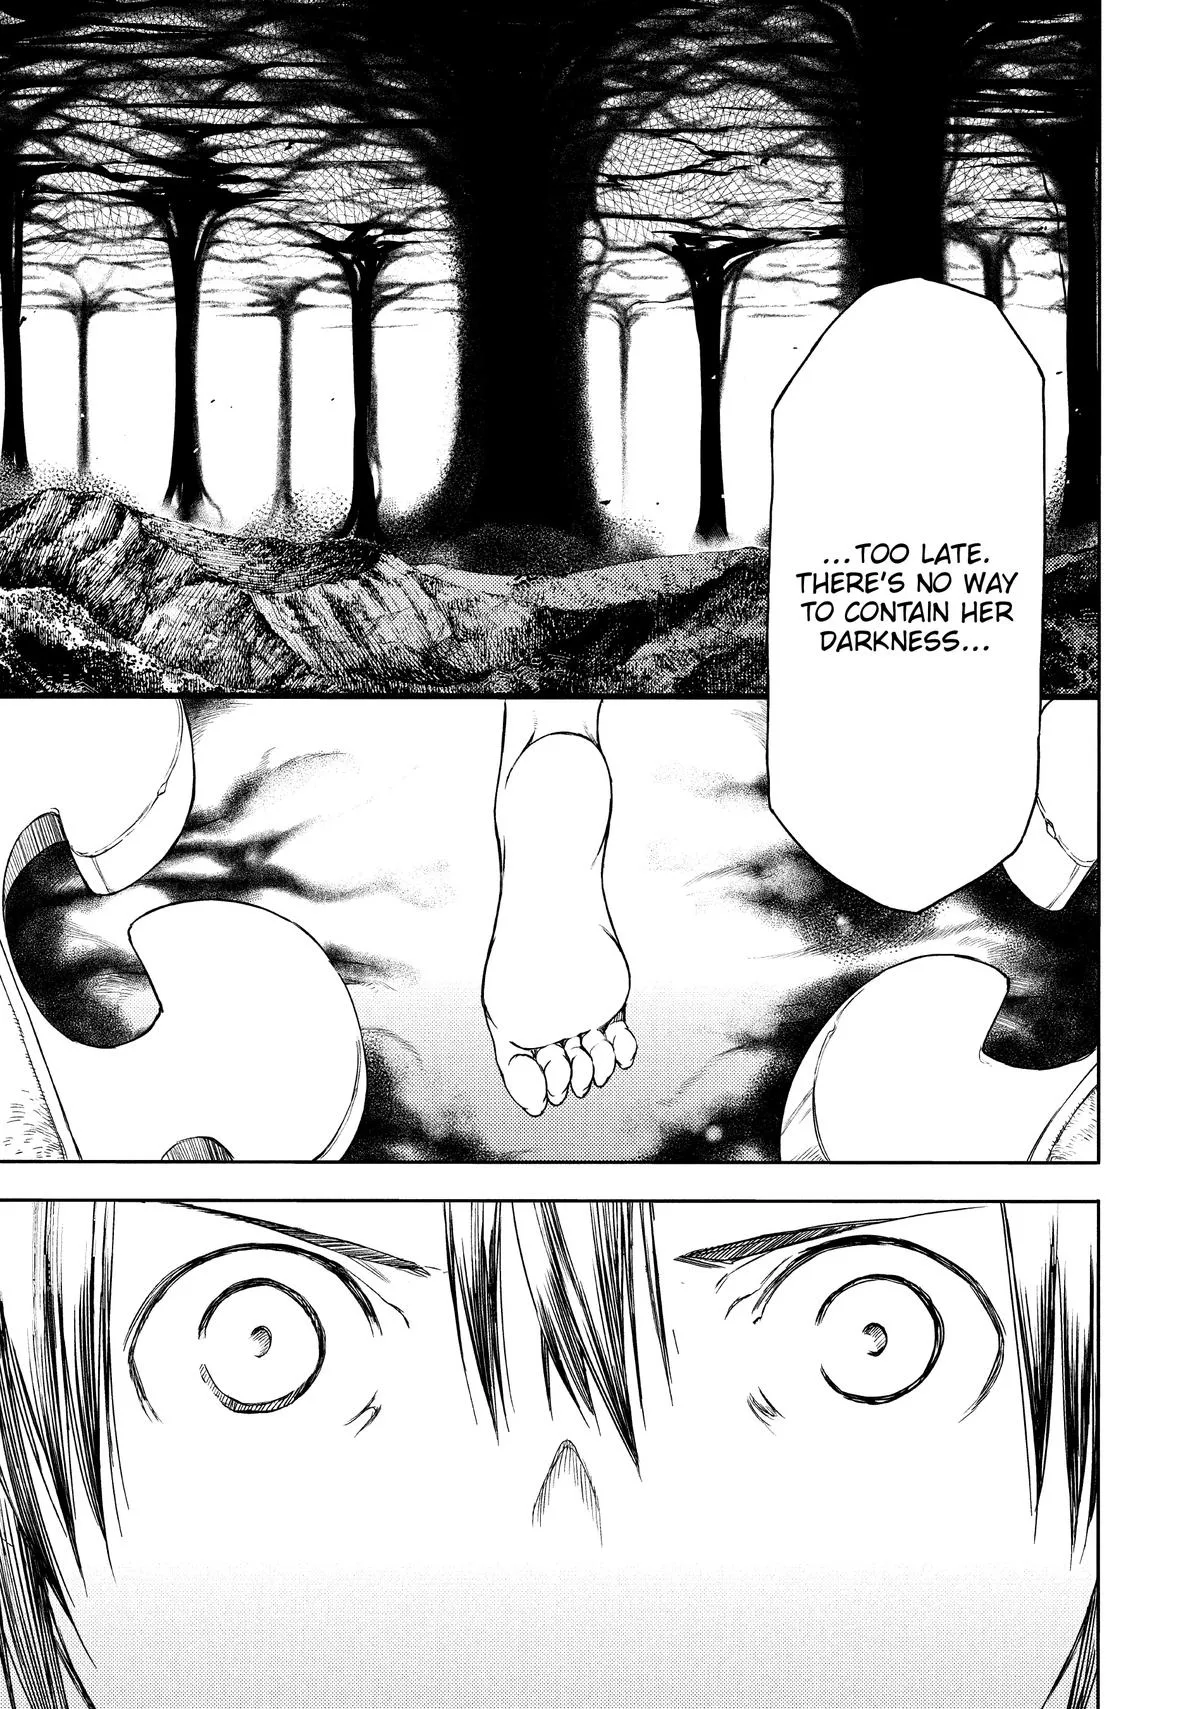 ...TOO LATE.
THERE'S NO WAY
TO CONTAIN HER
DARKNESS...